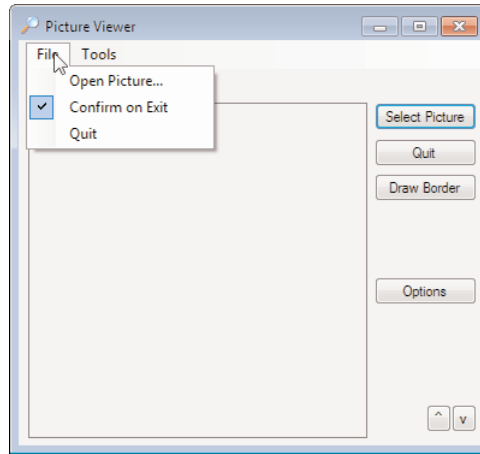 Picture Viewer
File Tools
Open Picture...
Confirm on Exit
Quit
Select Picture
Quit
Draw Border
Options
^ v